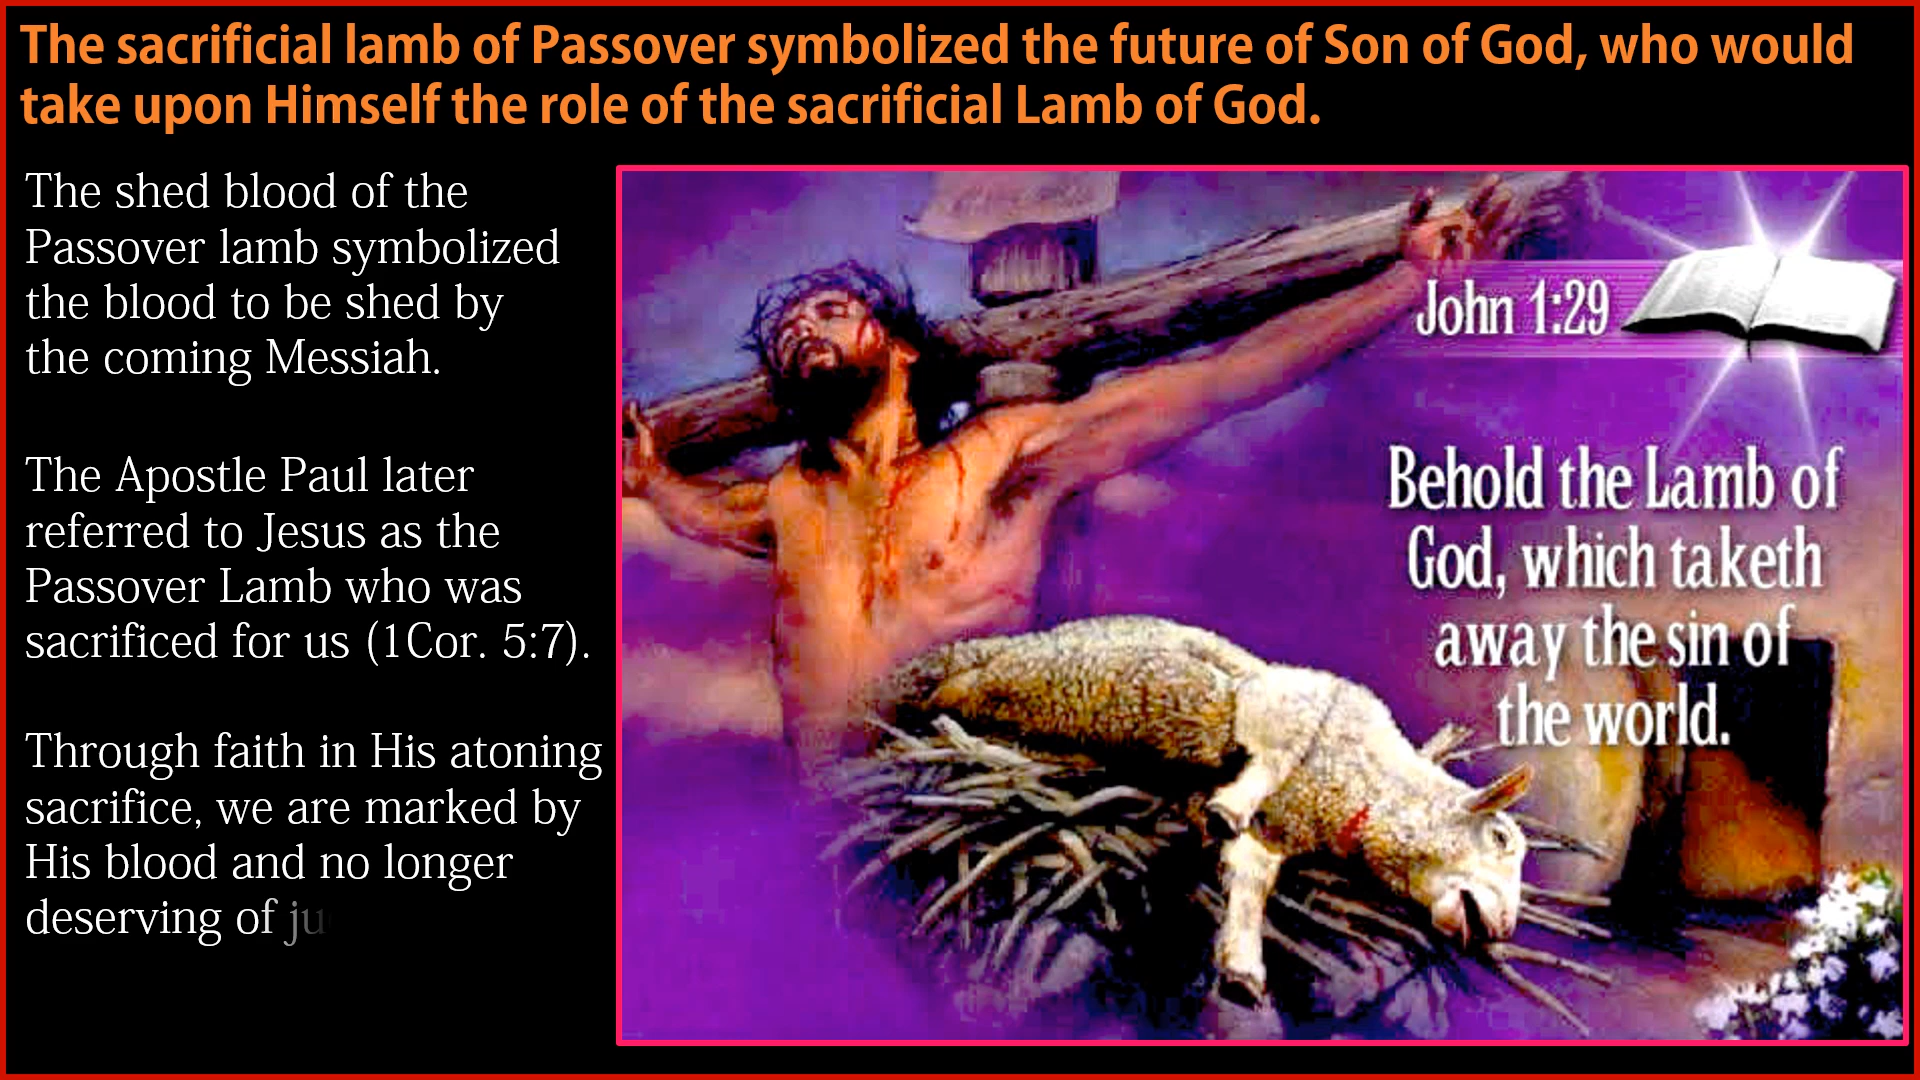 The sacrificial lamb of Passover symbolized the future of Son of God, who would
take upon Himself the role of the sacrificial Lamb of God.
The shed blood of the
Passover lamb symbolized
the blood to be shed by
the coming Messiah.
The Apostle Paul later
referred to Jesus as the
Passover Lamb who was
sacrificed for us (1Cor. 5:7).
Through faith in His atoning
sacrifice, we are marked by
His blood and no longer
deserving of
John 1:29
Behold the Lamb of
God, which taketh
away the sin of
the world.